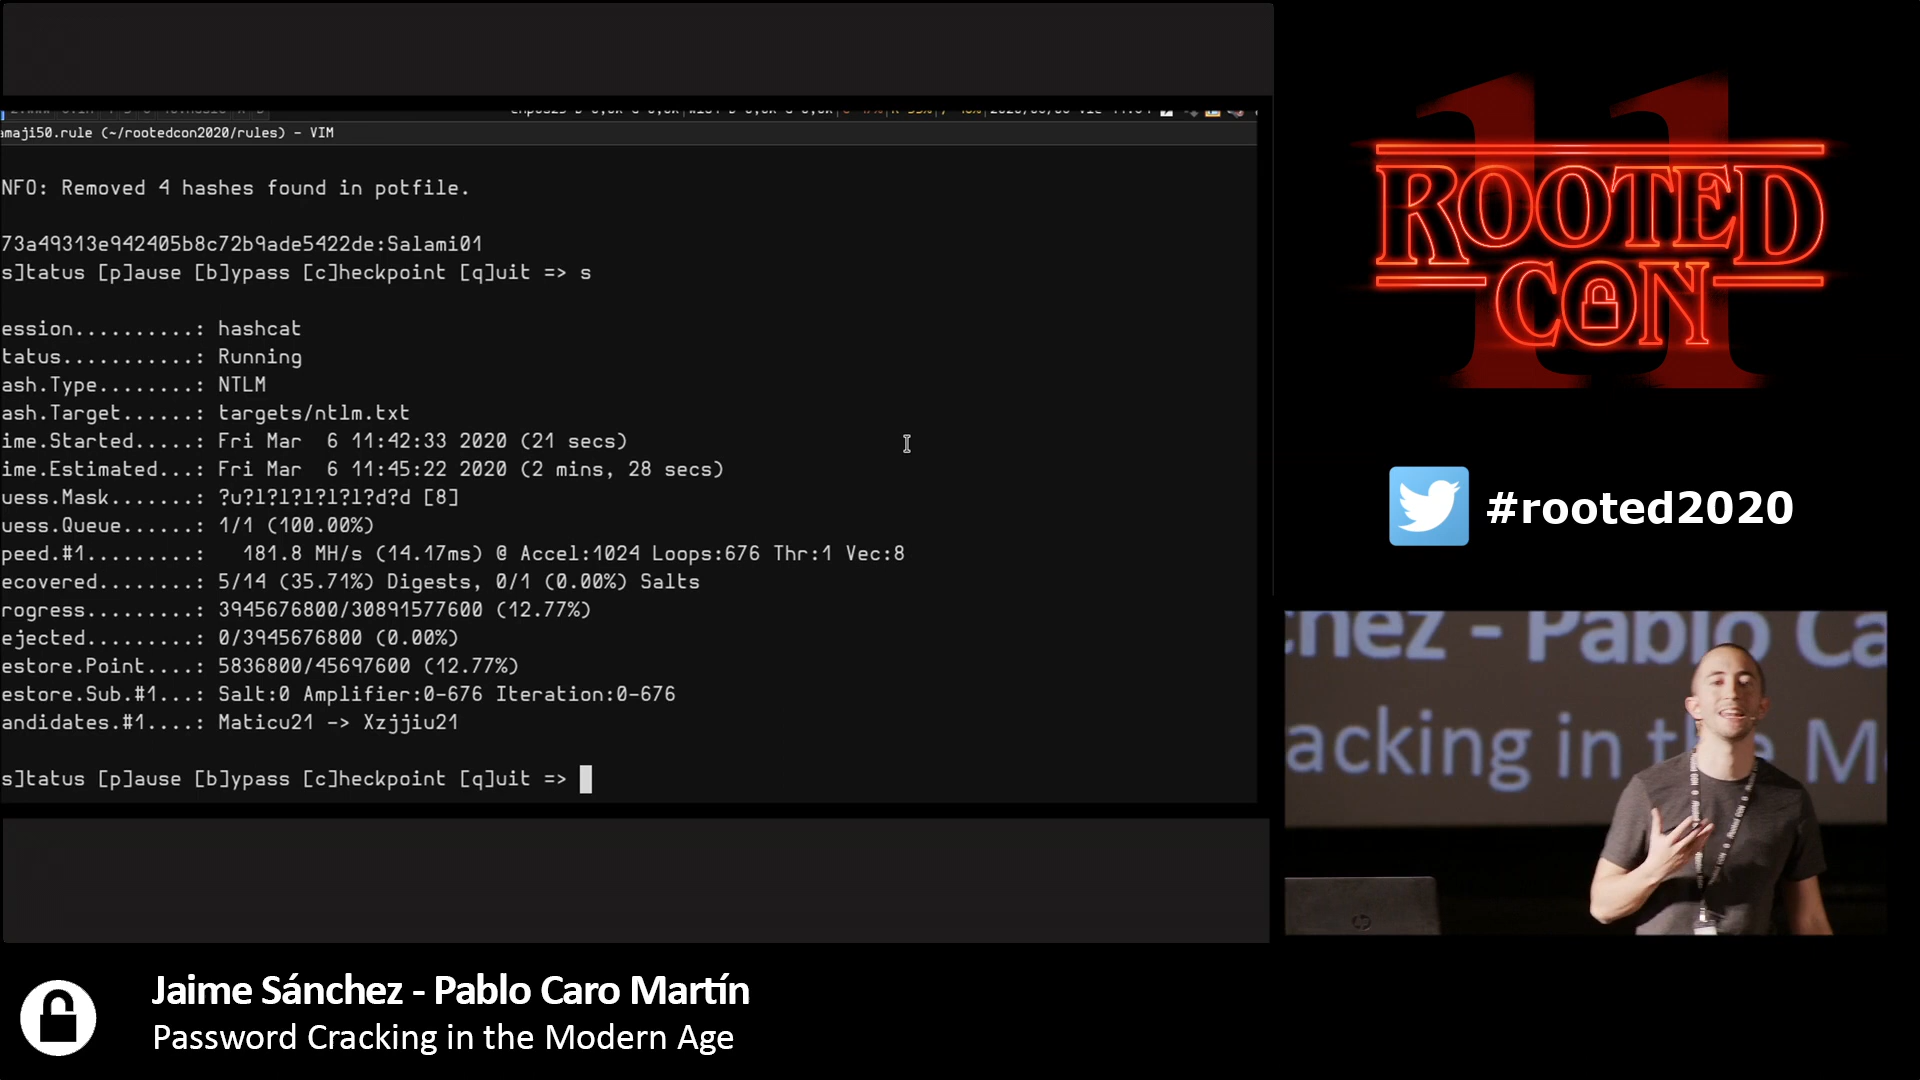 amaji50.rule (~/rootedcon2020/rules) - VIM
NFO: Removed 4 hashes found in potfile.
73a49313e942405b8c72b9ade5422de:Salami01
s]tatus [p]ause [b]ypass [c]heckpoint [q]uit => s
ession..........: hashcat
tatus...........: Running
ash.Type........: NTLM
ash.Target......: targets/ntlm.txt
ime.Started.....: Fri Mar  6 11:42:33 2020 (21 secs)
ime.Estimated...: Fri Mar  6 11:45:22 2020 (2 mins, 28 secs)
uess.Mask.......: ?u?l?l?l?l?l?d?d [8]
uess.Queue......: 1/1 (100.00%)
peed.#1.........:   181.8 MH/s (14.17ms) @ Accel:1024 Loops:676 Thr:1 Vec:8
ecovered........: 5/14 (35.71%) Digests, 0/1 (0.00%) Salts
rogress.........: 3945676800/30891577600 (12.77%)
ejected.........: 0/3945676800 (0.00%)
estore.Point....: 5836800/45697600 (12.77%)
estore.Sub.#1...: Salt:0 Amplifier:0-676 Iteration:0-676
andidates.#1....: Maticu21 -> Xzjjiu21
s]tatus [p]ause [b]ypass [c]heckpoint [q]uit =>
11
ROOTED
CON
#rooted2020
chez - Pablo Ca
acking in the M
hp
Jaime Sánchez - Pablo Caro Martín
Password Cracking in the Modern Age